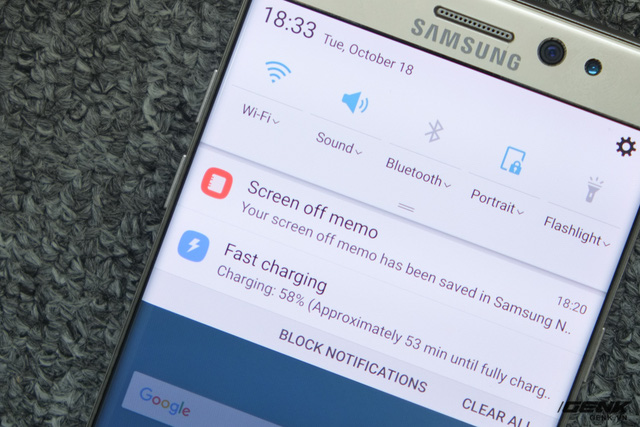 SAMSUNG
18:33 Tue, October 18
Wi-Fi
Sound
Bluetooth
Portrait
Flashlight
Screen off memo
18:20
Your screen off memo has been saved in Samsung N..
Fast charging
Charging: 58% (Approximately 53 min until fully charg..
BLOCK NOTIFICATIONS
CLEAR ALL
Google
GENK
Genk.vn